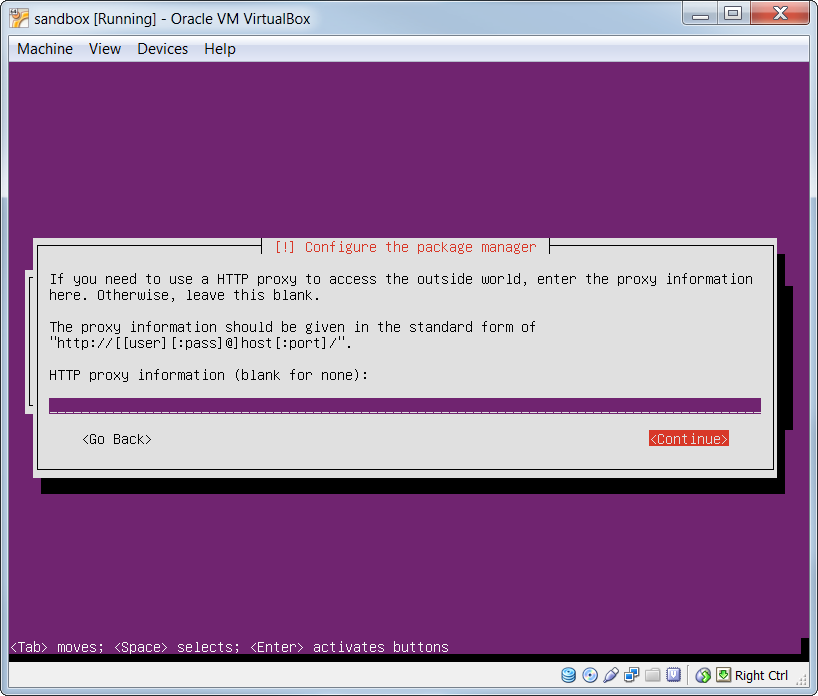 sandbox [Running] - Oracle VM VirtualBox
Machine View Devices Help
[!] Configure the package manager
If you need to use a HTTP proxy to access the outside world, enter the proxy information
here. Otherwise, leave this blank.
The proxy information should be given in the standard form of
"http://[[user][:pass]@]host[:port]/".
HTTP proxy information (blank for none):
<Go Back> <Continue>
<Tab> moves; <Space> selects; <Enter> activates buttons
Right Ctrl